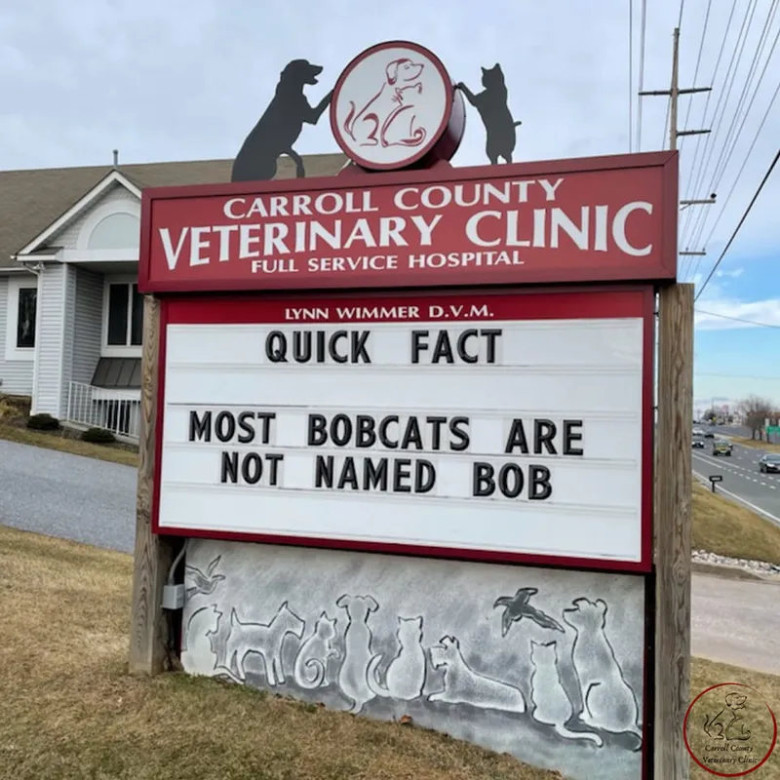 CARROLL COUNTY
VETERINARY CLINIC
FULL SERVICE HOSPITAL
LYNN WIMMER D.V.M.
QUICK FACT
MOST BOBCATS ARE
NOT NAMED BOB
Carroll County
Veterinary Clinic